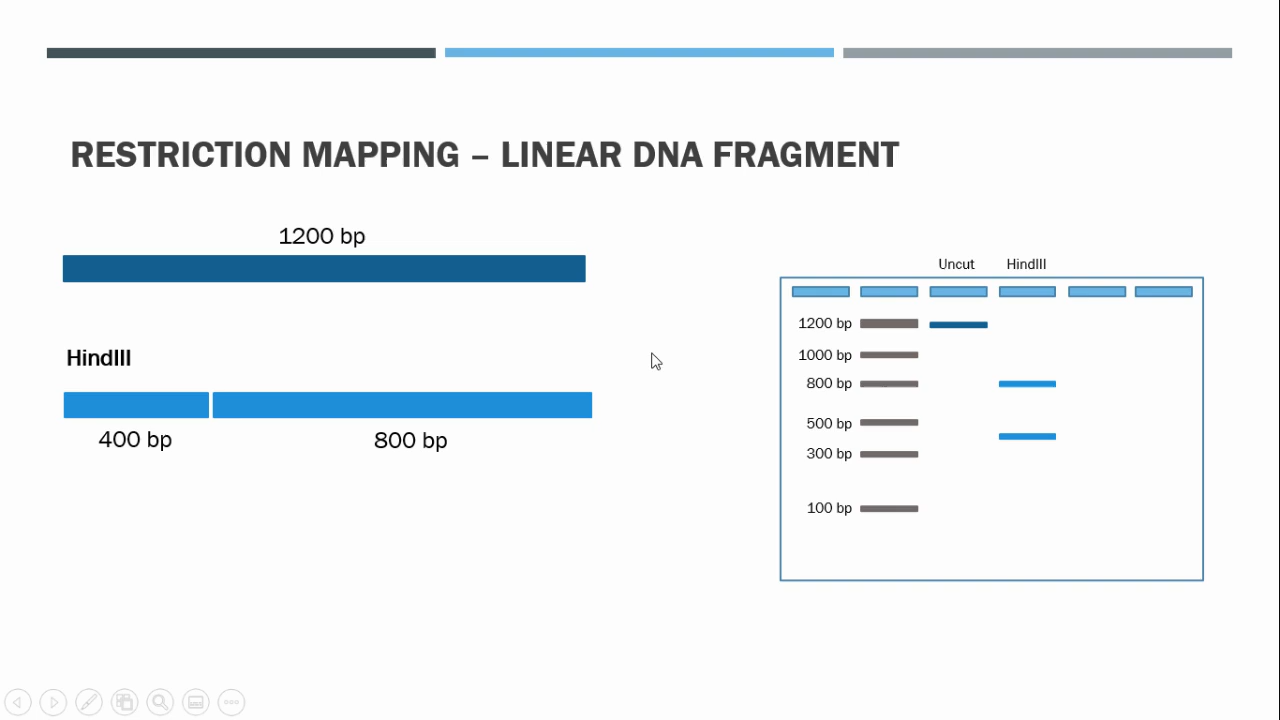 RESTRICTION MAPPING – LINEAR DNA FRAGMENT
1200 bp
HindIII
400 bp
800 bp
Uncut
HindIII
1200 bp
1000 bp
800 bp
500 bp
300 bp
100 bp